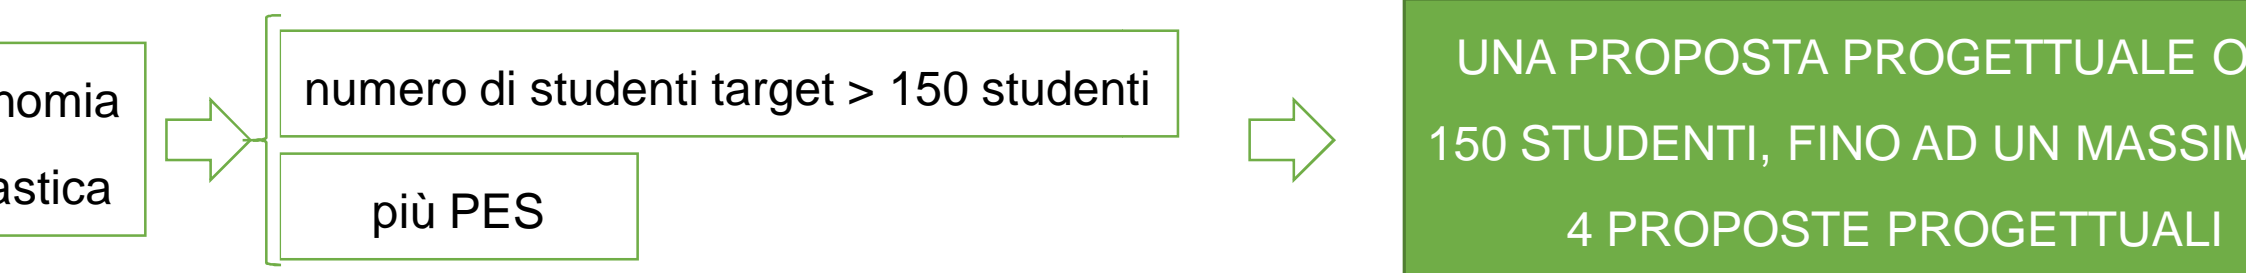 nomia
astica
numero di studenti target > 150 studenti
più PES
UNA PROPOSTA PROGETTUALE O
150 STUDENTI, FINO AD UN MASSIM
4 PROPOSTE PROGETTUALI